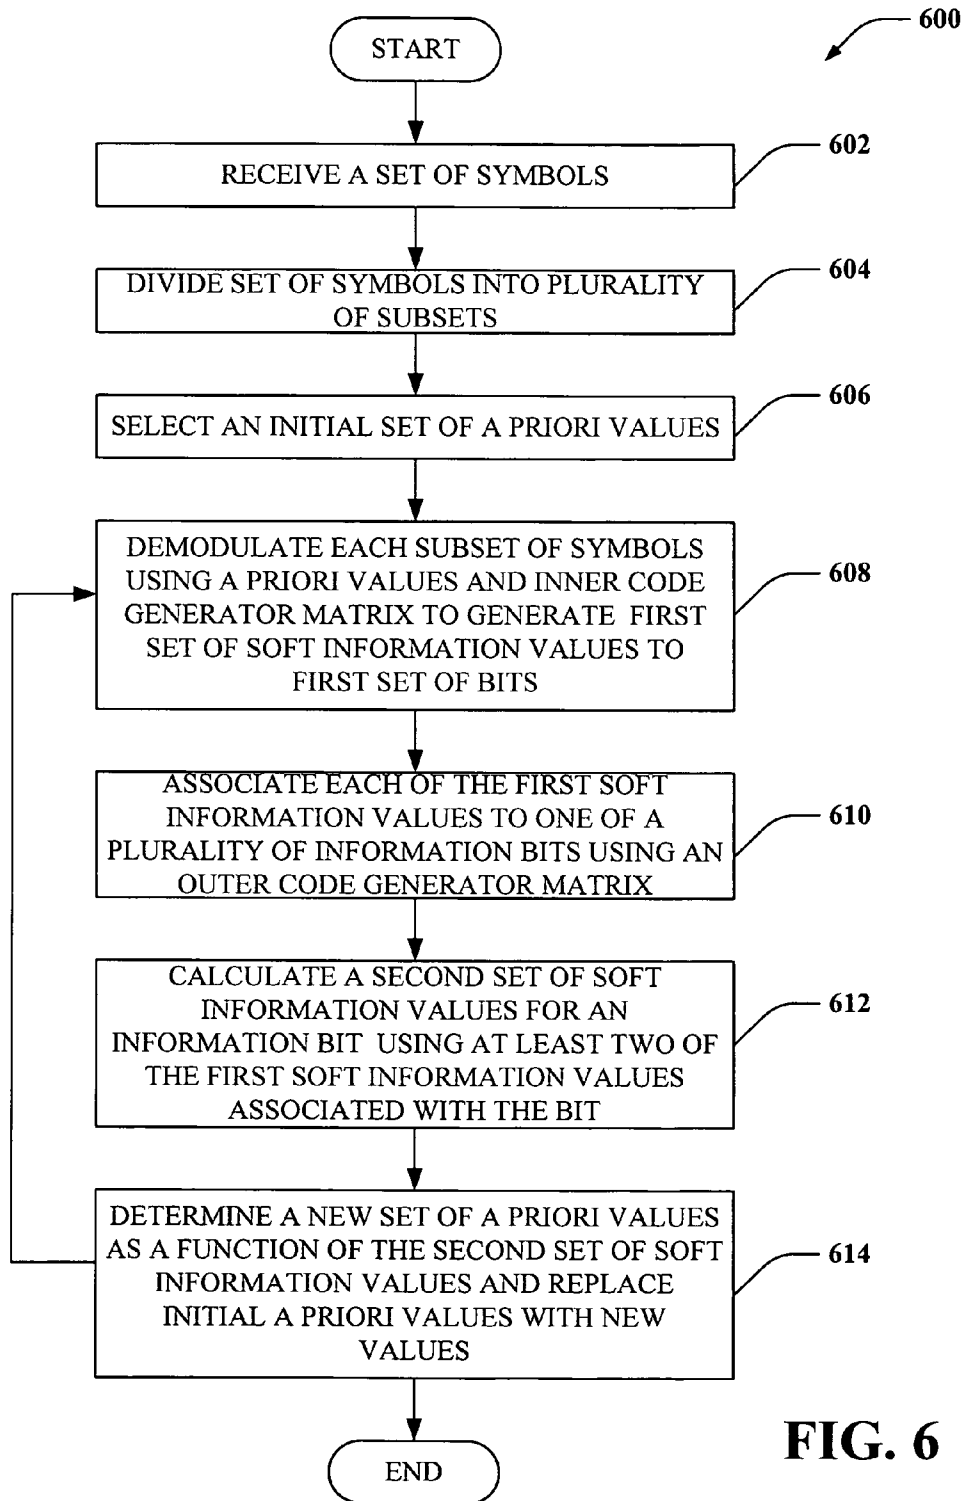 START
600
RECEIVE A SET OF SYMBOLS
602
DIVIDE SET OF SYMBOLS INTO PLURALITY
OF SUBSETS
604
SELECT AN INITIAL SET OF A PRIORI VALUES
606
DEMODULATE EACH SUBSET OF SYMBOLS
USING A PRIORI VALUES AND INNER CODE
GENERATOR MATRIX TO GENERATE FIRST
SET OF SOFT INFORMATION VALUES TO
FIRST SET OF BITS
608
ASSOCIATE EACH OF THE FIRST SOFT
INFORMATION VALUES TO ONE OF A
PLURALITY OF INFORMATION BITS USING AN
OUTER CODE GENERATOR MATRIX
610
CALCULATE A SECOND SET OF SOFT
INFORMATION VALUES FOR AN
INFORMATION BIT USING AT LEAST TWO OF
THE FIRST SOFT INFORMATION VALUES
ASSOCIATED WITH THE BIT
612
DETERMINE A NEW SET OF A PRIORI VALUES
AS A FUNCTION OF THE SECOND SET OF SOFT
INFORMATION VALUES AND REPLACE
INITIAL A PRIORI VALUES WITH NEW
VALUES
614
END
FIG. 6